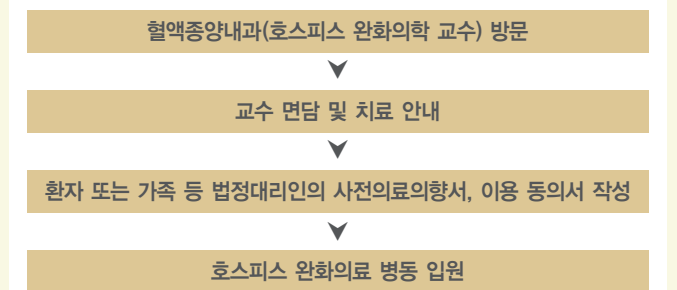 혈액종양내과(호스피스 완화의학 교수) 방문
교수 면담 및 치료 안내
환자 또는 가족 등 법정대리인의 사전의료의향서, 이용 동의서 작성
호스피스 완화의료 병동 입원